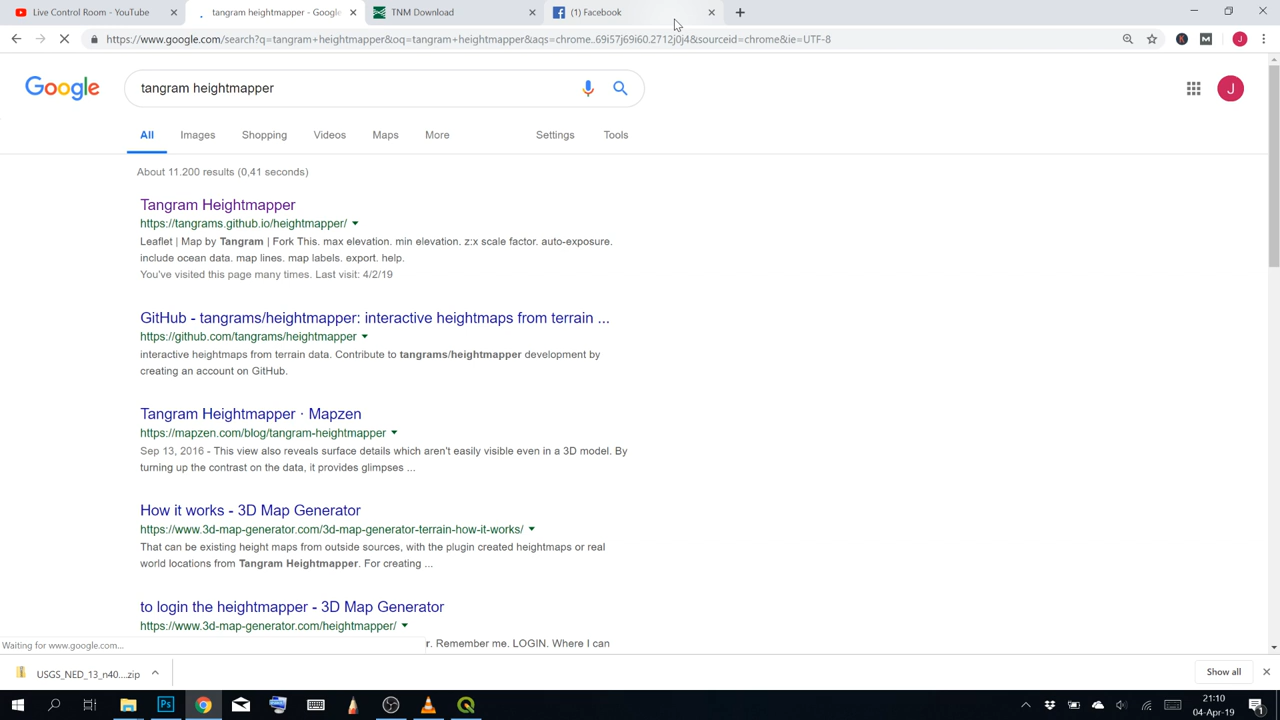 Live Control Room - YouTube
tangram heightmapper - Google
TNM Download
(1) Facebook
https://www.google.com/search?q=tangram+heightmapper&oq=tangram+heightmapper&aqs=chrome..69i57j69i60.2712j0j4&sourceid=chrome&ie=UTF-8
M
J
Google
tangram heightmapper
J
All Images Shopping Videos Maps More Settings Tools
About 11.200 results (0,41 seconds)
Tangram Heightmapper
https://tangrams.github.io/heightmapper/
Leaflet | Map by Tangram | Fork This. max elevation. min elevation. z:x scale factor. auto-exposure.
include ocean data. map lines. map labels. export. help.
You've visited this page many times. Last visit: 4/2/19
GitHub - tangrams/heightmapper: interactive heightmaps from terrain ...
https://github.com/tangrams/heightmapper
interactive heightmaps from terrain data. Contribute to tangrams/heightmapper development by
creating an account on GitHub.
Tangram Heightmapper · Mapzen
https://mapzen.com/blog/tangram-heightmapper
Sep 13, 2016 - This view also reveals surface details which aren't easily visible even in a 3D model. By
turning up the contrast on the data, it provides glimpses ...
How it works - 3D Map Generator
https://www.3d-map-generator.com/3d-map-generator-terrain-how-it-works/
That can be existing height maps from outside sources, with the plugin created heightmaps or real
world locations from Tangram Heightmapper. For creating ...
to login the heightmapper - 3D Map Generator
https://www.3d-map-generator.com/heightmapper/
r. Remember me. LOGIN. Where I can
Waiting for www.google.com...
USGS_NED_13_n40....zip
Show all
Ps
21:10
04-Apr-19
1